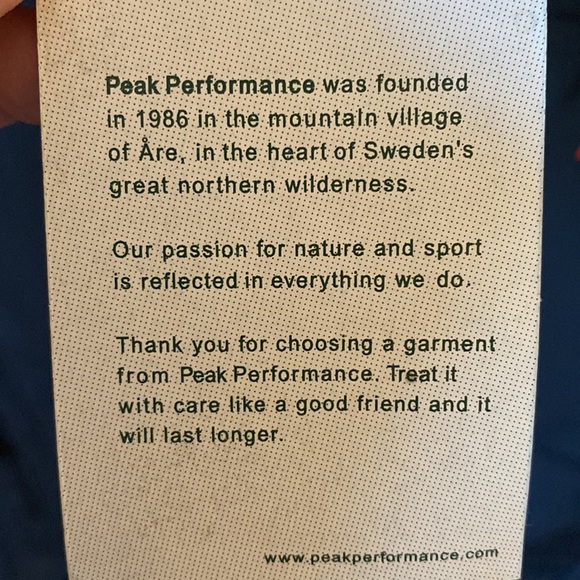 Peak Performance was founded
in 1986 in the mountain village
of Åre, in the heart of Sweden's
great northern wilderness.
Our passion for nature and sport
is reflected in everything we do.
Thank you for choosing a garment
from Peak Performance. Treat it
with care like a good friend and it
will last longer.
www.peakperformance.com